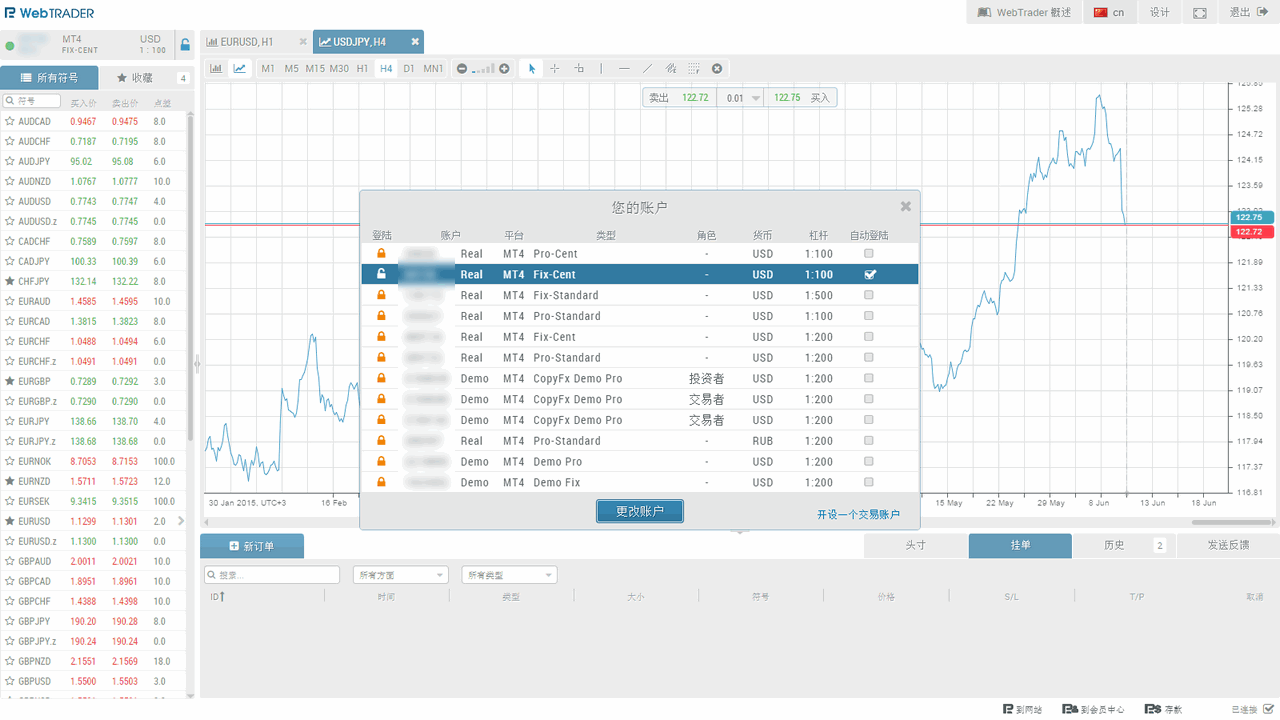 WebTRADER
WebTrader 概述
cn
设计
退出
MT4
FIX-CENT
USD
1 : 100
EURUSD, H1
USDJPY, H4
所有符号
收藏
4
M1 M5 M15 M30 H1 H4 D1 MN1
符号
买入价 卖出价 点差
AUDCAD 0.9467 0.9475 8.0
AUDCHF 0.7187 0.7195 8.0
AUDJPY 95.02 95.08 6.0
AUDNZD 1.0767 1.0777 10.0
AUDUSD 0.7743 0.7747 4.0
AUDUSD.z 0.7745 0.7745 0.0
CADCHF 0.7589 0.7597 8.0
CADJPY 100.33 100.39 6.0
CHFJPY 132.14 132.22 8.0
EURAUD 1.4585 1.4595 10.0
EURCAD 1.3815 1.3823 8.0
EURCHF 1.0488 1.0494 6.0
EURCHF.z 1.0491 1.0491 0.0
EURGBP 0.7289 0.7292 3.0
EURGBP.z 0.7290 0.7290 0.0
EURJPY 138.66 138.70 4.0
EURJPY.z 138.68 138.68 0.0
EURNOK 8.7053 8.7153 100.0
EURNZD 1.5711 1.5723 12.0
EURSEK 9.3415 9.3515 100.0
EURUSD 1.1299 1.1301 2.0
EURUSD.z 1.1300 1.1300 0.0
GBPAUD 2.0011 2.0021 10.0
GBPCAD 1.8951 1.8961 10.0
GBPCHF 1.4388 1.4398 10.0
GBPJPY 190.20 190.28 8.0
GBPJPY.z 190.24 190.24 0.0
GBPNZD 2.1551 2.1569 18.0
GBPUSD 1.5500 1.5503 3.0
卖出 122.72 0.01 122.75 买入
125.28
124.72
124.15
123.59
122.75
122.72
121.89
121.33
120.76
120.20
119.63
119.07
118.50
117.94
117.37
116.81
30 Jan 2015, UTC+3
16 Feb
15 May
22 May
29 May
8 Jun
13 Jun
18 Jun
您的账户
登陆 账户 平台 类型 角色 货币 杠杆 自动登陆
Real MT4 Pro-Cent - USD 1:100
Real MT4 Fix-Cent - USD 1:100
Real MT4 Fix-Standard - USD 1:500
Real MT4 Pro-Standard - USD 1:100
Real MT4 Fix-Cent - USD 1:200
Real MT4 Pro-Standard - USD 1:200
Demo MT4 CopyFx Demo Pro 投资者 USD 1:200
Demo MT4 CopyFx Demo Pro 交易者 USD 1:200
Demo MT4 CopyFx Demo Pro 交易者 USD 1:200
Real MT4 Pro-Standard - RUB 1:200
Demo MT4 Demo Pro - USD 1:200
Demo MT4 Demo Fix - USD 1:200
更改账户
开设一个交易账户
新订单
头寸
挂单
历史 2
发送反馈
搜索...
所有方面
所有类型
ID 时间 类型 大小 符号 价格 S/L T/P 取消
到网站
到会员中心
存款
已连接